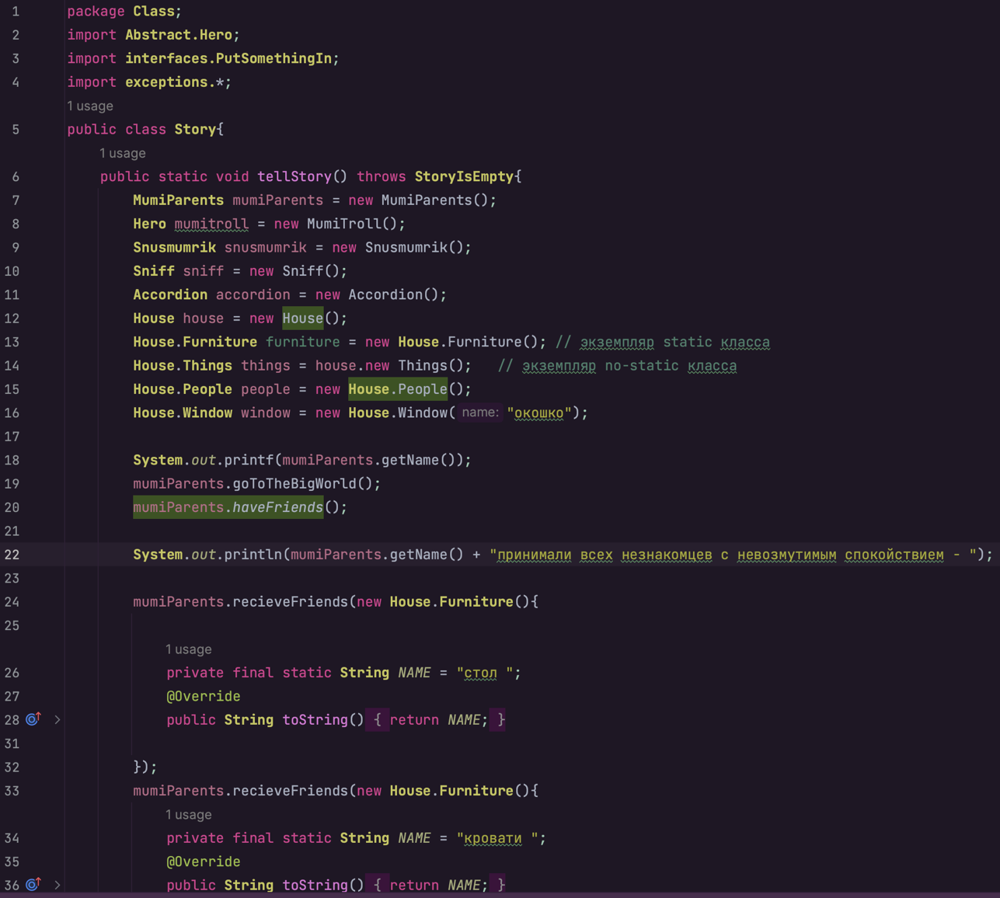 1 package Class;
2 import Abstract.Hero;
3 import interfaces.PutSomethingIn;
4 import exceptions.*;
1 usage
5 public class Story{
1 usage
6 public static void tellStory() throws StoryIsEmpty{
7 MumiParents mumiParents = new MumiParents();
8 Hero mumitroll = new MumiTroll();
9 Snusmumrik snusmumrik = new Snusmumrik();
10 Sniff sniff = new Sniff();
11 Accordion accordion = new Accordion();
12 House house = new House();
13 House.Furniture furniture = new House.Furniture(); // экземпляр static класса
14 House.Things things = house.new Things(); // экземпляр no-static класса
15 House.People people = new House.People();
16 House.Window window = new House.Window( name: "окошко");
17
18 System.out.printf(mumiParents.getName());
19 mumiParents.goToTheBigWorld();
20 mumiParents.haveFriends();
21
22 System.out.println(mumiParents.getName() + "принимали всех незнакомцев с невозмутимым спокойствием - ");
23
24 mumiParents.recieveFriends(new House.Furniture(){
25
1 usage
26 private final static String NAME = "стол ";
27 @Override
28 public String toString() { return NAME; }
31
32 });
33 mumiParents.recieveFriends(new House.Furniture(){
1 usage
34 private final static String NAME = "кровати ";
35 @Override
36 public String toString() { return NAME; }